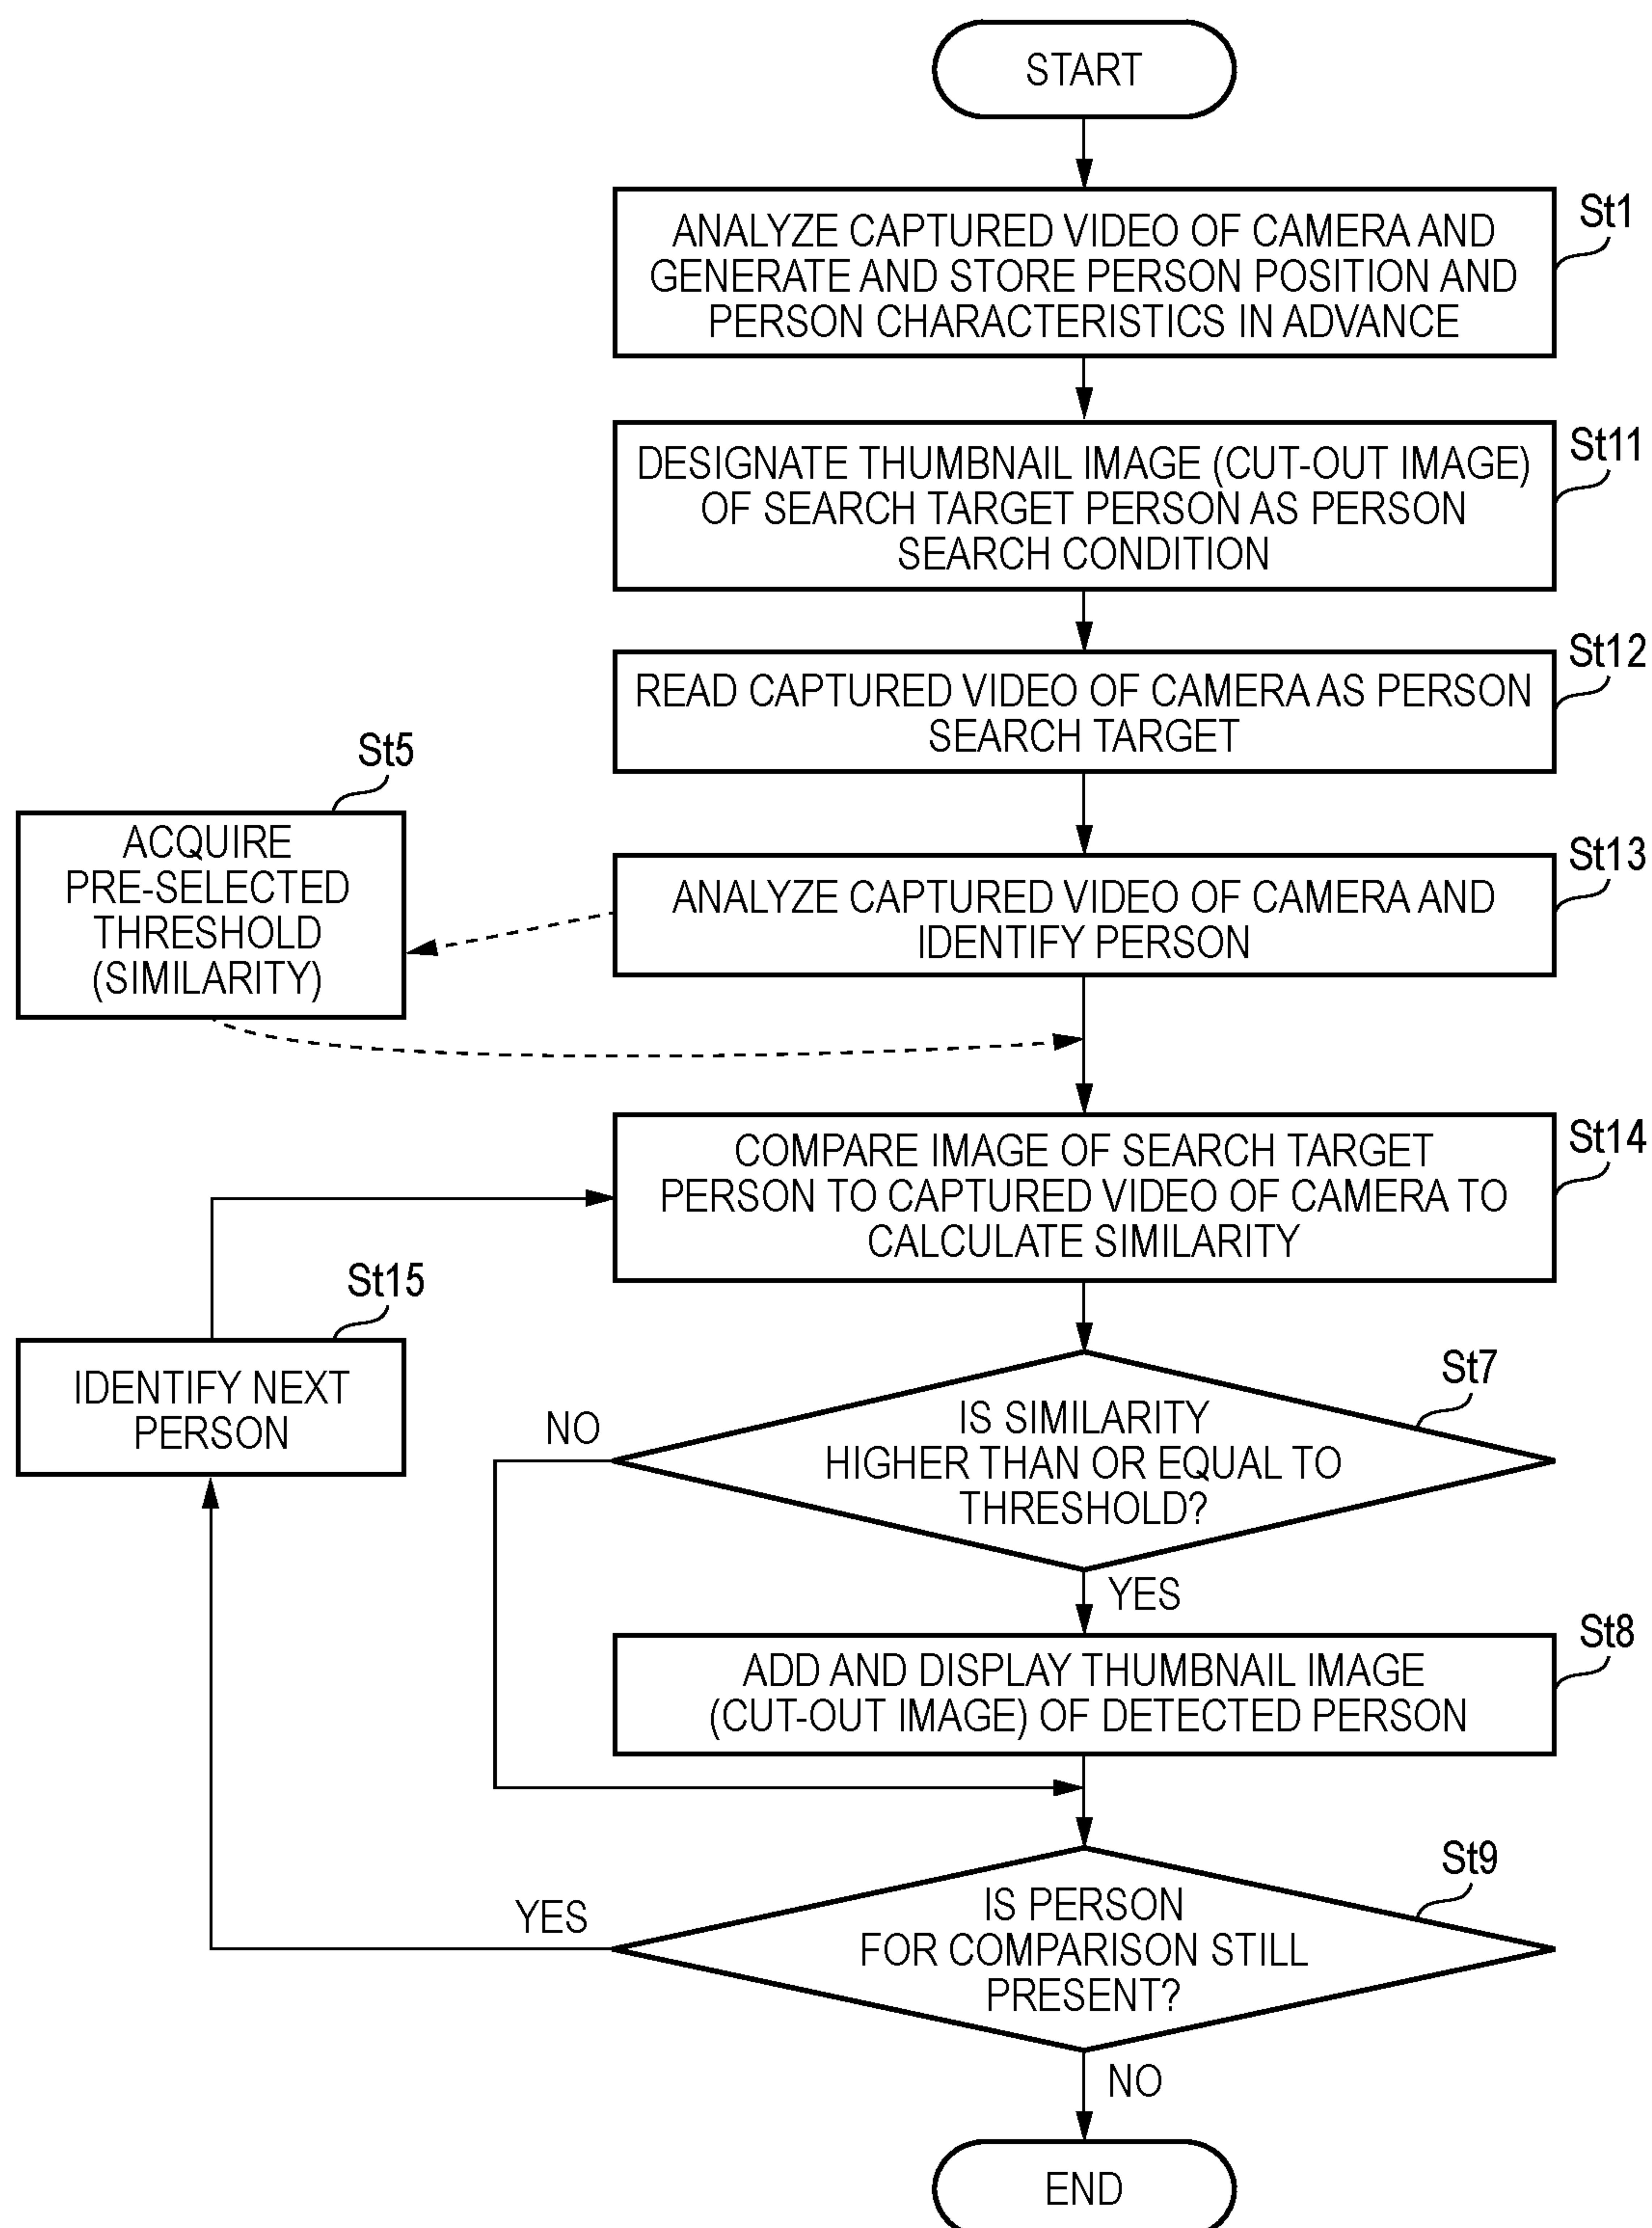 START
St1
ANALYZE CAPTURED VIDEO OF CAMERA AND
GENERATE AND STORE PERSON POSITION AND
PERSON CHARACTERISTICS IN ADVANCE
St11
DESIGNATE THUMBNAIL IMAGE (CUT-OUT IMAGE)
OF SEARCH TARGET PERSON AS PERSON
SEARCH CONDITION
St12
READ CAPTURED VIDEO OF CAMERA AS PERSON
SEARCH TARGET
St5
ACQUIRE
PRE-SELECTED
THRESHOLD
(SIMILARITY)
St13
ANALYZE CAPTURED VIDEO OF CAMERA AND
IDENTIFY PERSON
St14
COMPARE IMAGE OF SEARCH TARGET
PERSON TO CAPTURED VIDEO OF CAMERA TO
CALCULATE SIMILARITY
St15
IDENTIFY NEXT
PERSON
St7
NO
IS SIMILARITY
HIGHER THAN OR EQUAL TO
THRESHOLD?
YES
St8
ADD AND DISPLAY THUMBNAIL IMAGE
(CUT-OUT IMAGE) OF DETECTED PERSON
St9
YES
IS PERSON
FOR COMPARISON STILL
PRESENT?
NO
END